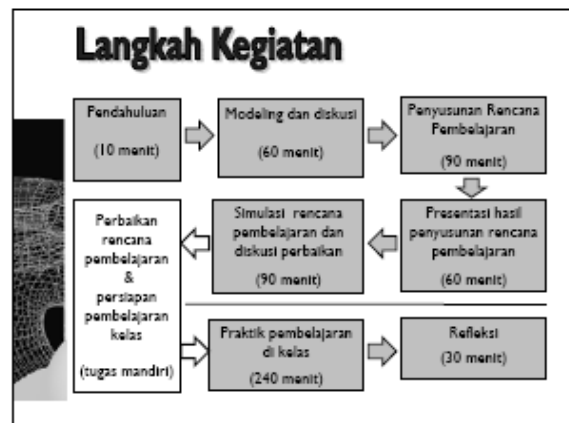 Langkah Kegiatan
Pendahuluan
(10 menit)
Modeling dan diskusi
(60 menit)
Penyusunan Rencana
Pembelajaran
(90 menit)
Presentasi hasil
penyusunan rencana
pembelajaran
(60 menit)
Simulasi rencana
pembelajaran dan
diskusi perbaikan
(90 menit)
Perbaikan
rencana
pembelajaran
&
persiapan
pembelajaran
kelas
(tugas mandiri)
Praktik pembelajaran
di kelas
(240 menit)
Refleksi
(30 menit)